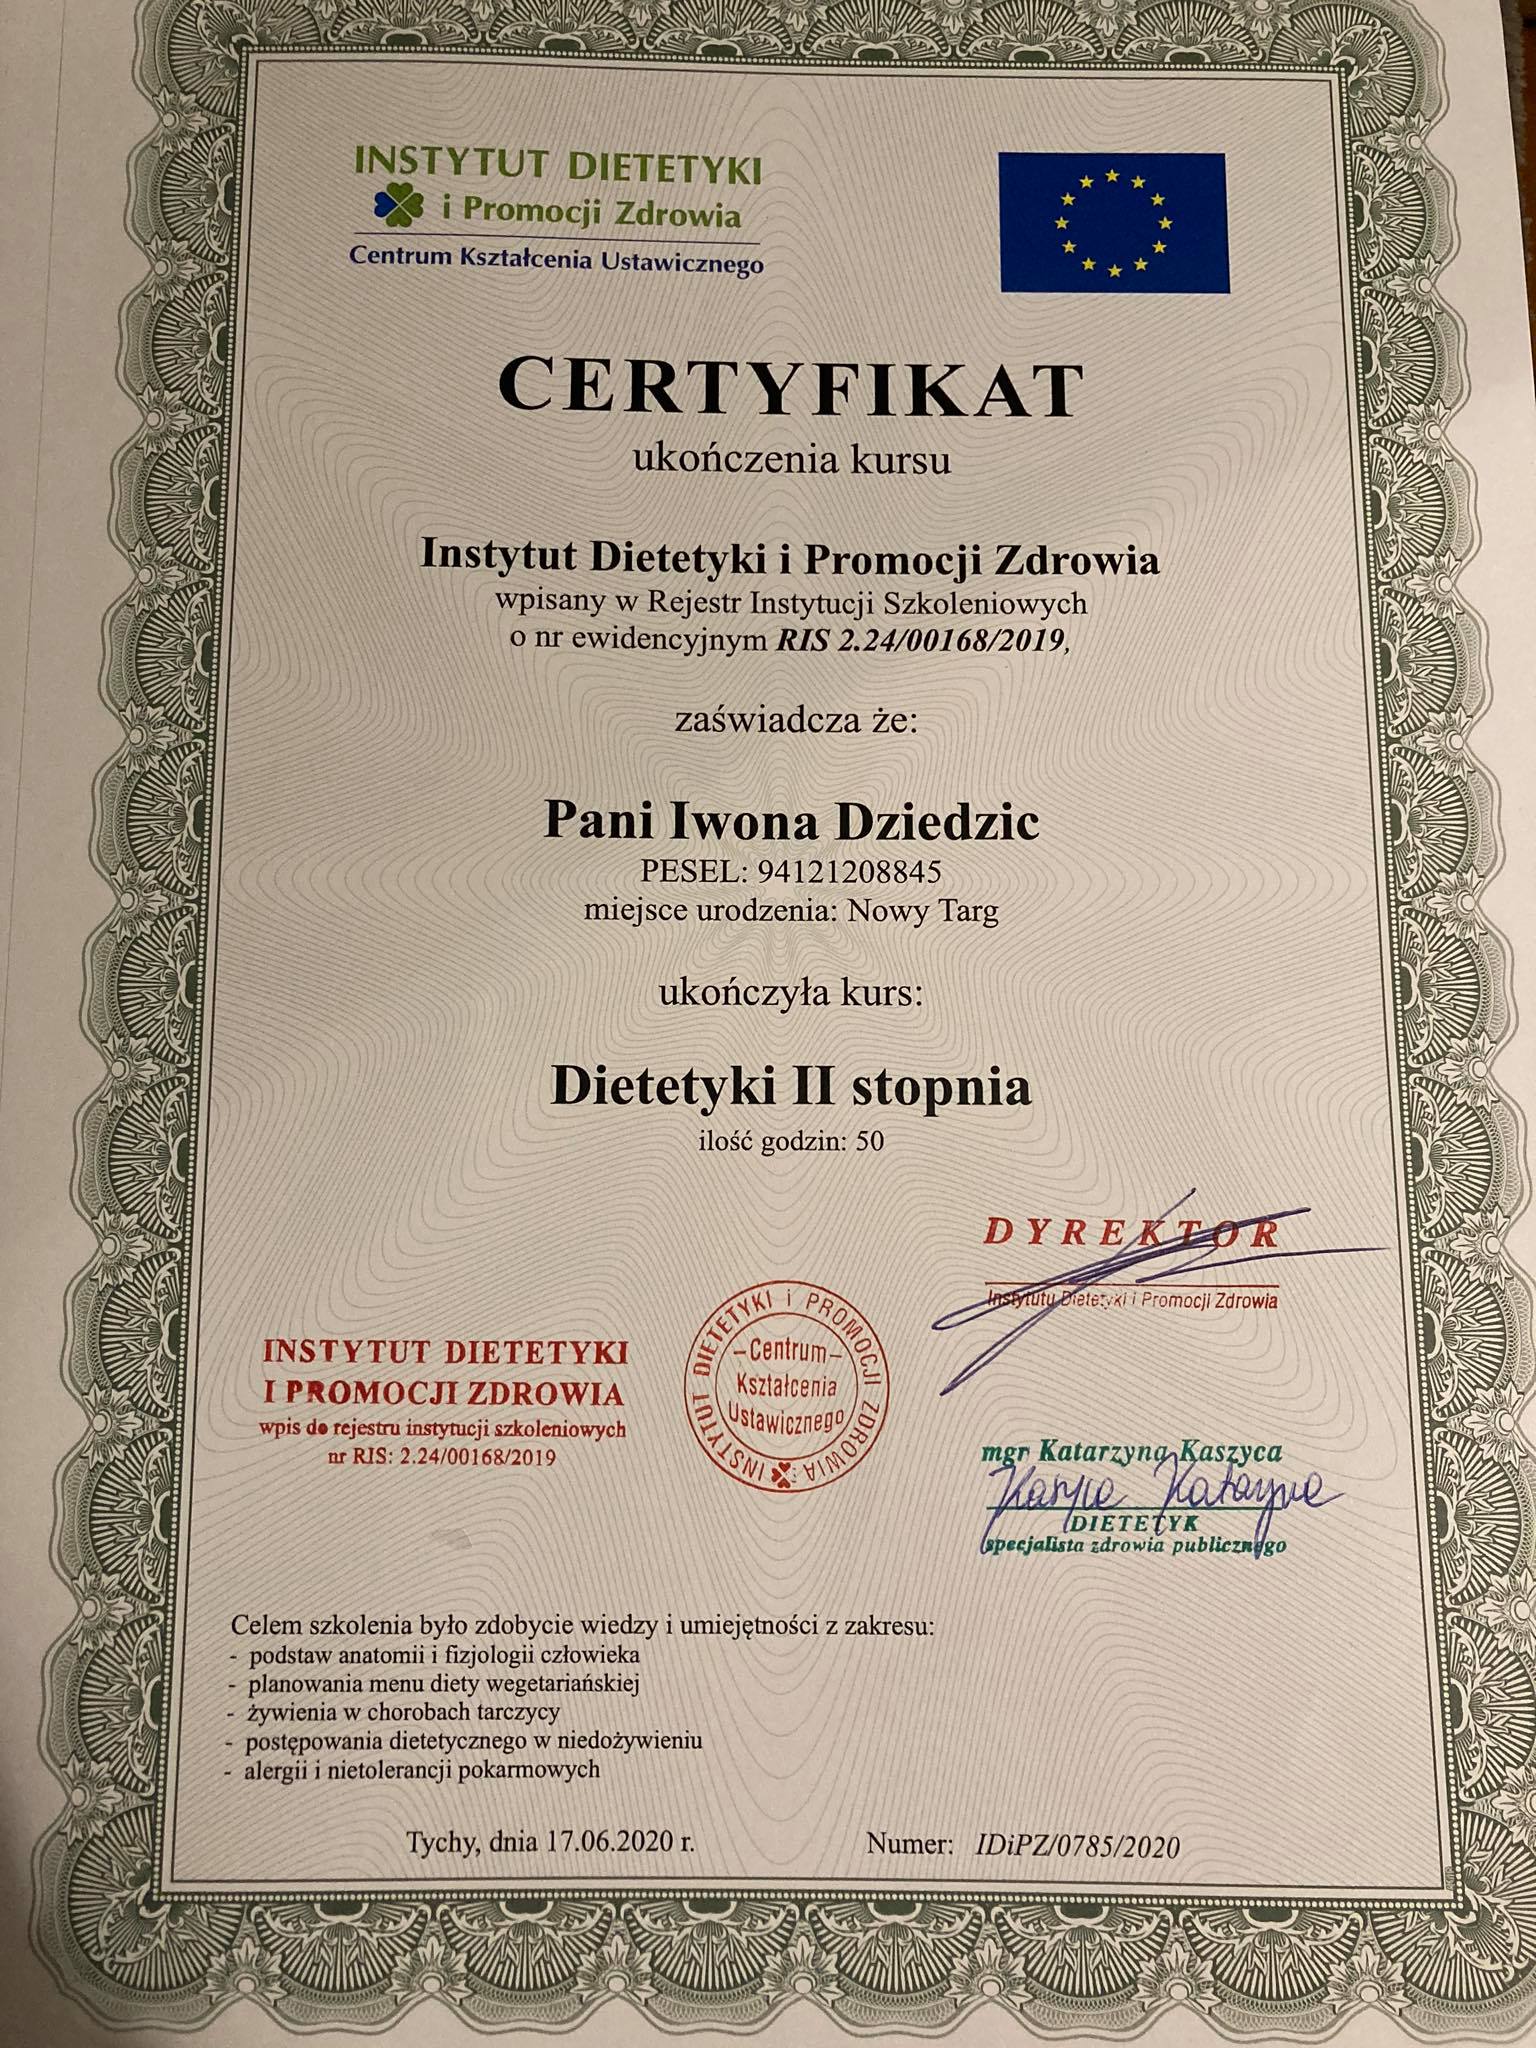 INSTYTUT DIETETYKI
i Promocji Zdrowia
Centrum Kształcenia Ustawicznego
CERTYFIKAT
ukończenia kursu
Instytut Dietetyki i Promocji Zdrowia
wpisany w Rejestr Instytucji Szkoleniowych
o nr ewidencyjnym RIS 2.24/00168/2019,
zaświadcza że:
Pani Iwona Dziedzic
PESEL: 94121208845
miejsce urodzenia: Nowy Targ
ukończyła kurs:
Dietetyki II stopnia
ilość godzin: 50
DYREKTOR
Instytutu Dietetyki i Promocji Zdrowia
INSTYTUT DIETETYKI
I PROMOCJI ZDROWIA
wpis do rejestru instytucji szkoleniowych
nr RIS: 2.24/00168/2019
INSTYTUT DIETETYKI i PROMOCJI ZDROWIA
-Centrum-
Kształcenia
Ustawicznego
mgr Katarzyna Kaszyca
Kaszyca Katarzyna
DIETETYK
specjalista zdrowia publicznego
Celem szkolenia było zdobycie wiedzy i umiejętności z zakresu:
- podstaw anatomii i fizjologii człowieka
- planowania menu diety wegetariańskiej
- żywienia w chorobach tarczycy
- postępowania dietetycznego w niedożywieniu
- alergii i nietolerancji pokarmowych
Tychy, dnia 17.06.2020 r.
Numer: IDiPZ/0785/2020